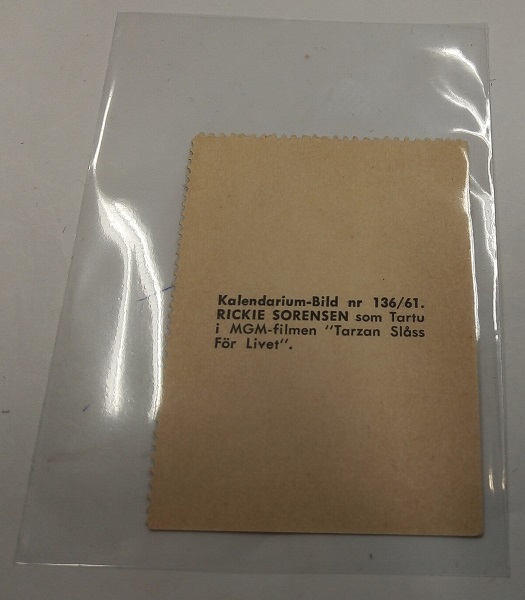 Kalendarium-Bild nr 136/61.
RICKIE SORENSEN som Tartu
i MGM-filmen "Tarzan Slåss
För Livet".